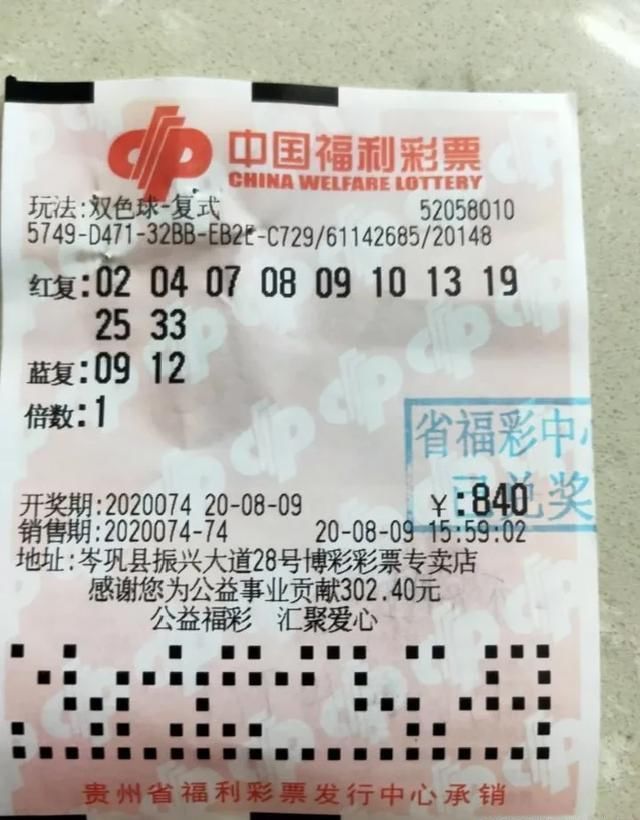 中国福利彩票
CHINA WELFARE LOTTERY
玩法:双色球-复式 52058010
5749-D471-32BB-EB2E-C729/61142685/20148
红复:02 04 07 08 09 10 13 19
25 33
蓝复:09 12
倍数:1
省福彩中心
已兑奖
开奖期:2020074 20-08-09 ¥:840
销售期:2020074-74 20-08-09 15:59:02
地址:岑巩县振兴大道28号博彩彩票专卖店
感谢您为公益事业贡献302.40元
公益福彩 汇聚爱心
贵州省福利彩票发行中心承销